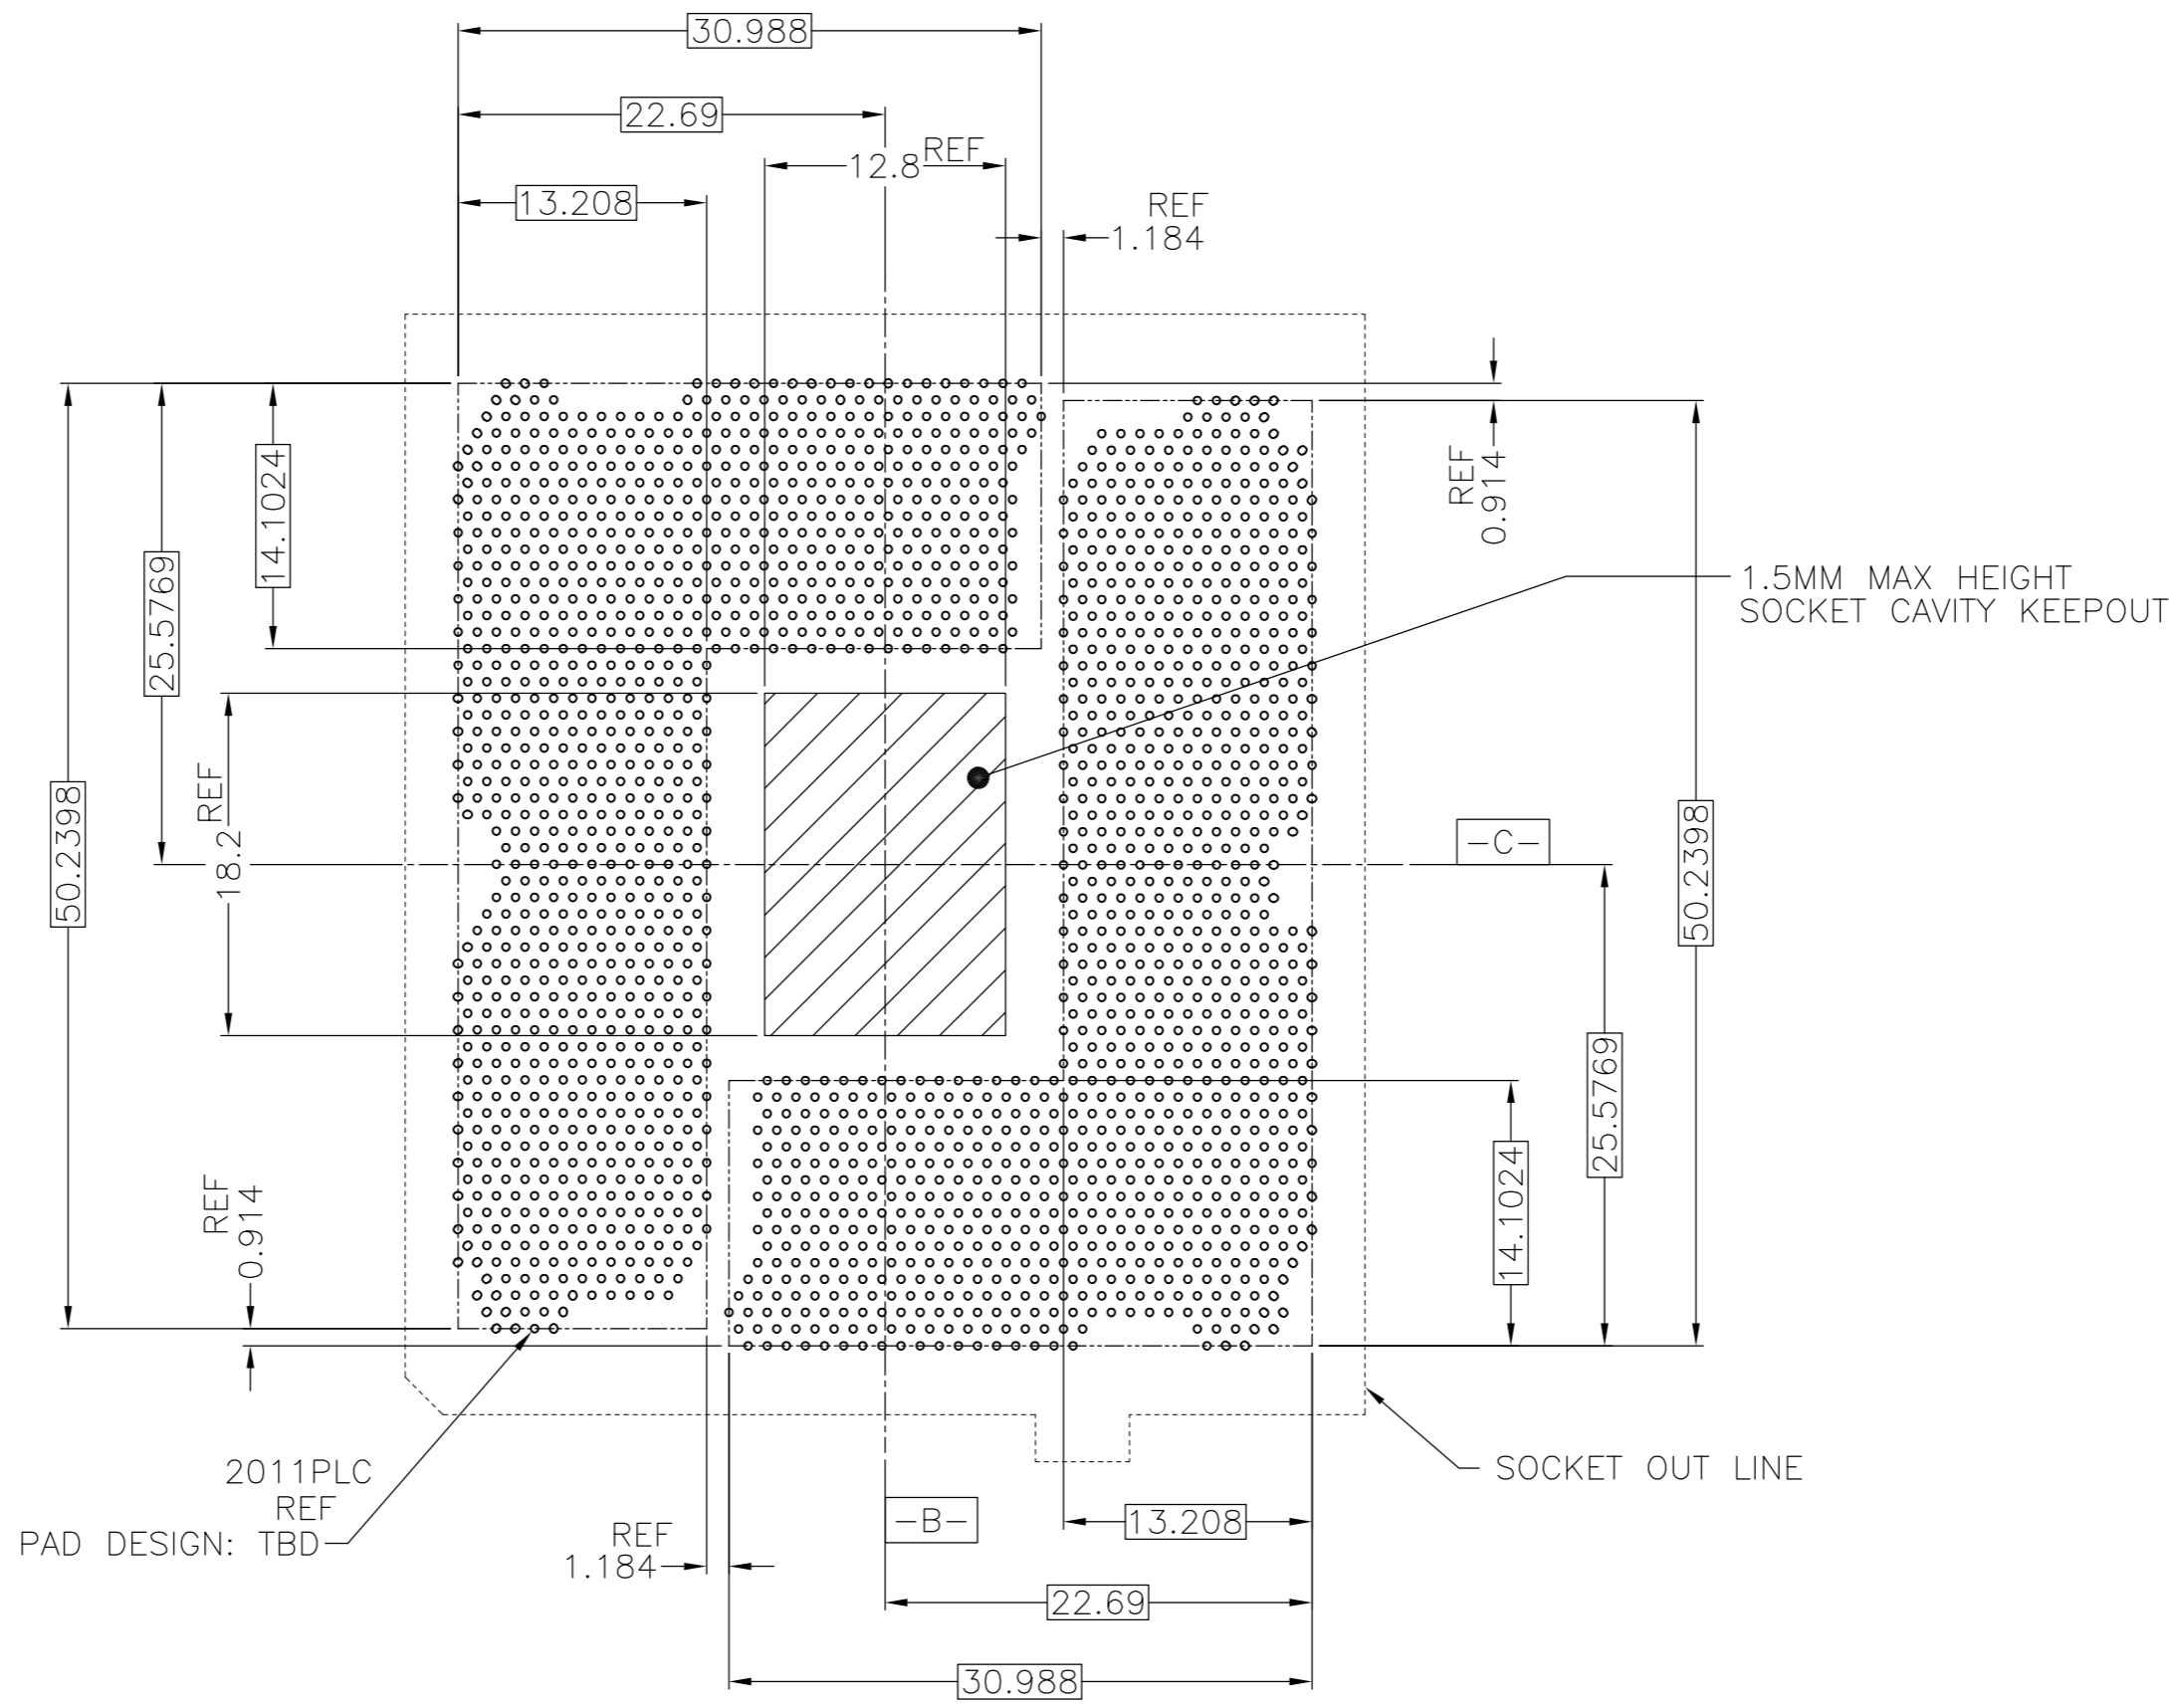 30.988
22.69
REF
12.8
13.208
REF
1.184
REF
0.914
14.1024
25.5769
1.5MM MAX HEIGHT
SOCKET CAVITY KEEPOUT
REF
18.2
50.2398
-C-
50.2398
25.5769
14.1024
REF
0.914
2011PLC
REF
PAD DESIGN: TBD
SOCKET OUT LINE
-B-
13.208
REF
1.184
22.69
30.988